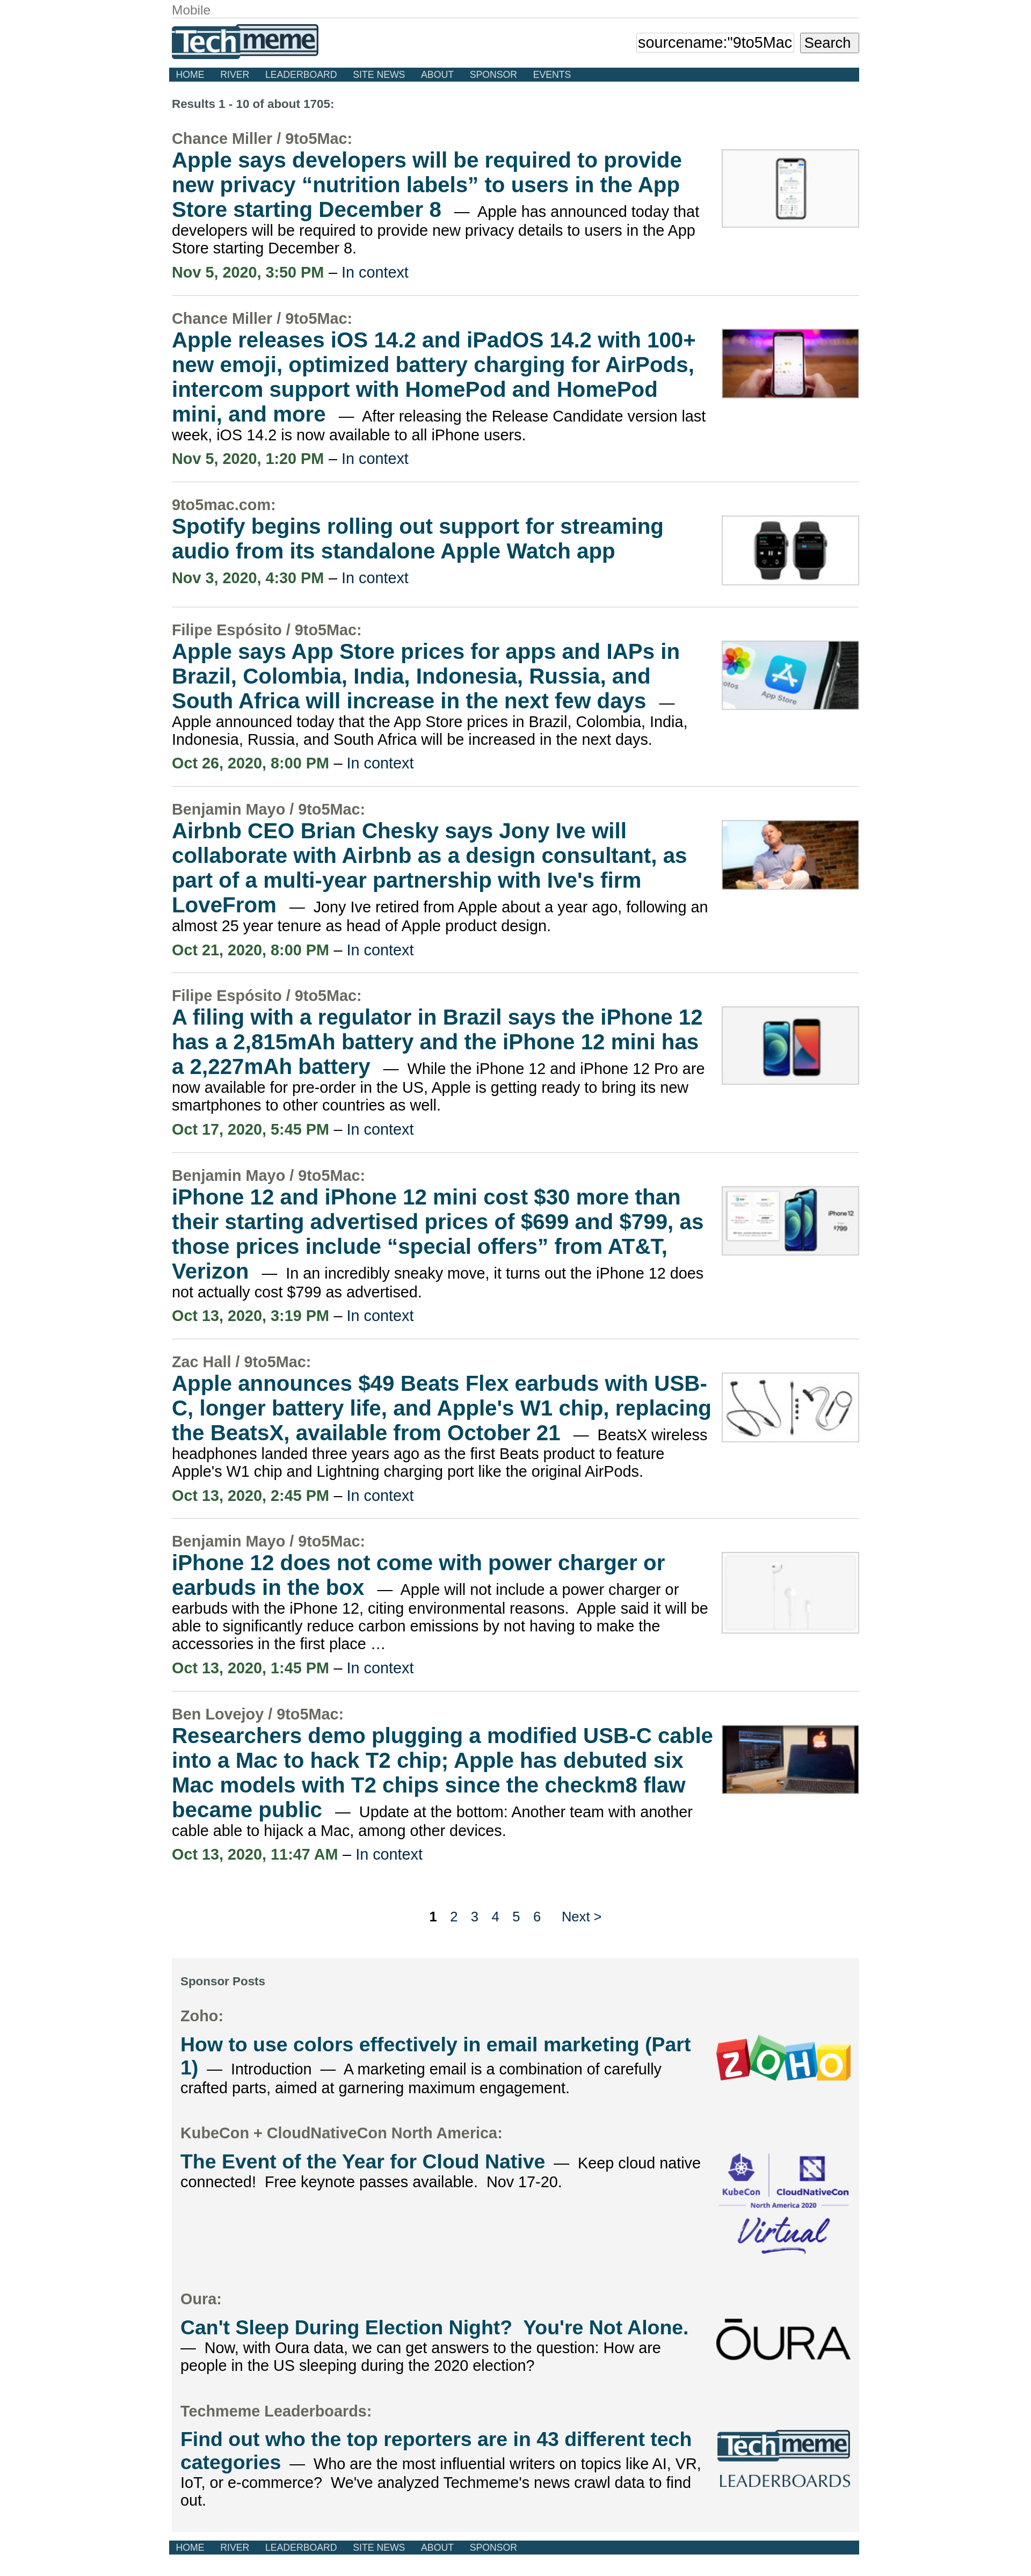 Mobile
Techmeme
sourcename:"9to5Mac
Search
HOME RIVER LEADERBOARD SITE NEWS ABOUT SPONSOR EVENTS
Results 1 - 10 of about 1705:
Chance Miller / 9to5Mac:
Apple says developers will be required to provide
new privacy “nutrition labels” to users in the App
Store starting December 8 — Apple has announced today that
developers will be required to provide new privacy details to users in the App
Store starting December 8.
Nov 5, 2020, 3:50 PM – In context
Chance Miller / 9to5Mac:
Apple releases iOS 14.2 and iPadOS 14.2 with 100+
new emoji, optimized battery charging for AirPods,
intercom support with HomePod and HomePod
mini, and more — After releasing the Release Candidate version last
week, iOS 14.2 is now available to all iPhone users.
Nov 5, 2020, 1:20 PM – In context
9to5mac.com:
Spotify begins rolling out support for streaming
audio from its standalone Apple Watch app
Nov 3, 2020, 4:30 PM – In context
Filipe Espósito / 9to5Mac:
Apple says App Store prices for apps and IAPs in
Brazil, Colombia, India, Indonesia, Russia, and
South Africa will increase in the next few days —
Apple announced today that the App Store prices in Brazil, Colombia, India,
Indonesia, Russia, and South Africa will be increased in the next days.
Oct 26, 2020, 8:00 PM – In context
otos
App Store
Benjamin Mayo / 9to5Mac:
Airbnb CEO Brian Chesky says Jony Ive will
collaborate with Airbnb as a design consultant, as
part of a multi-year partnership with Ive's firm
LoveFrom — Jony Ive retired from Apple about a year ago, following an
almost 25 year tenure as head of Apple product design.
Oct 21, 2020, 8:00 PM – In context
Filipe Espósito / 9to5Mac:
A filing with a regulator in Brazil says the iPhone 12
has a 2,815mAh battery and the iPhone 12 mini has
a 2,227mAh battery — While the iPhone 12 and iPhone 12 Pro are
now available for pre-order in the US, Apple is getting ready to bring its new
smartphones to other countries as well.
Oct 17, 2020, 5:45 PM – In context
Benjamin Mayo / 9to5Mac:
iPhone 12 and iPhone 12 mini cost $30 more than
their starting advertised prices of $699 and $799, as
those prices include “special offers” from AT&T,
Verizon — In an incredibly sneaky move, it turns out the iPhone 12 does
not actually cost $799 as advertised.
Oct 13, 2020, 3:19 PM – In context
iPhone 12
$799
Zac Hall / 9to5Mac:
Apple announces $49 Beats Flex earbuds with USB-
C, longer battery life, and Apple's W1 chip, replacing
the BeatsX, available from October 21 — BeatsX wireless
headphones landed three years ago as the first Beats product to feature
Apple's W1 chip and Lightning charging port like the original AirPods.
Oct 13, 2020, 2:45 PM – In context
Benjamin Mayo / 9to5Mac:
iPhone 12 does not come with power charger or
earbuds in the box — Apple will not include a power charger or
earbuds with the iPhone 12, citing environmental reasons. Apple said it will be
able to significantly reduce carbon emissions by not having to make the
accessories in the first place …
Oct 13, 2020, 1:45 PM – In context
Ben Lovejoy / 9to5Mac:
Researchers demo plugging a modified USB-C cable
into a Mac to hack T2 chip; Apple has debuted six
Mac models with T2 chips since the checkm8 flaw
became public — Update at the bottom: Another team with another
cable able to hijack a Mac, among other devices.
Oct 13, 2020, 11:47 AM – In context
1 2 3 4 5 6 Next >
Sponsor Posts
Zoho:
How to use colors effectively in email marketing (Part
1) — Introduction — A marketing email is a combination of carefully
crafted parts, aimed at garnering maximum engagement.
ZOHO
KubeCon + CloudNativeCon North America:
The Event of the Year for Cloud Native — Keep cloud native
connected! Free keynote passes available. Nov 17-20.
KubeCon CloudNativeCon
North America 2020
Virtual
Oura:
Can't Sleep During Election Night? You're Not Alone.
— Now, with Oura data, we can get answers to the question: How are
people in the US sleeping during the 2020 election?
ŌURA
Techmeme Leaderboards:
Find out who the top reporters are in 43 different tech
categories — Who are the most influential writers on topics like AI, VR,
IoT, or e-commerce? We've analyzed Techmeme's news crawl data to find
out.
Techmeme
LEADERBOARDS
HOME RIVER LEADERBOARD SITE NEWS ABOUT SPONSOR